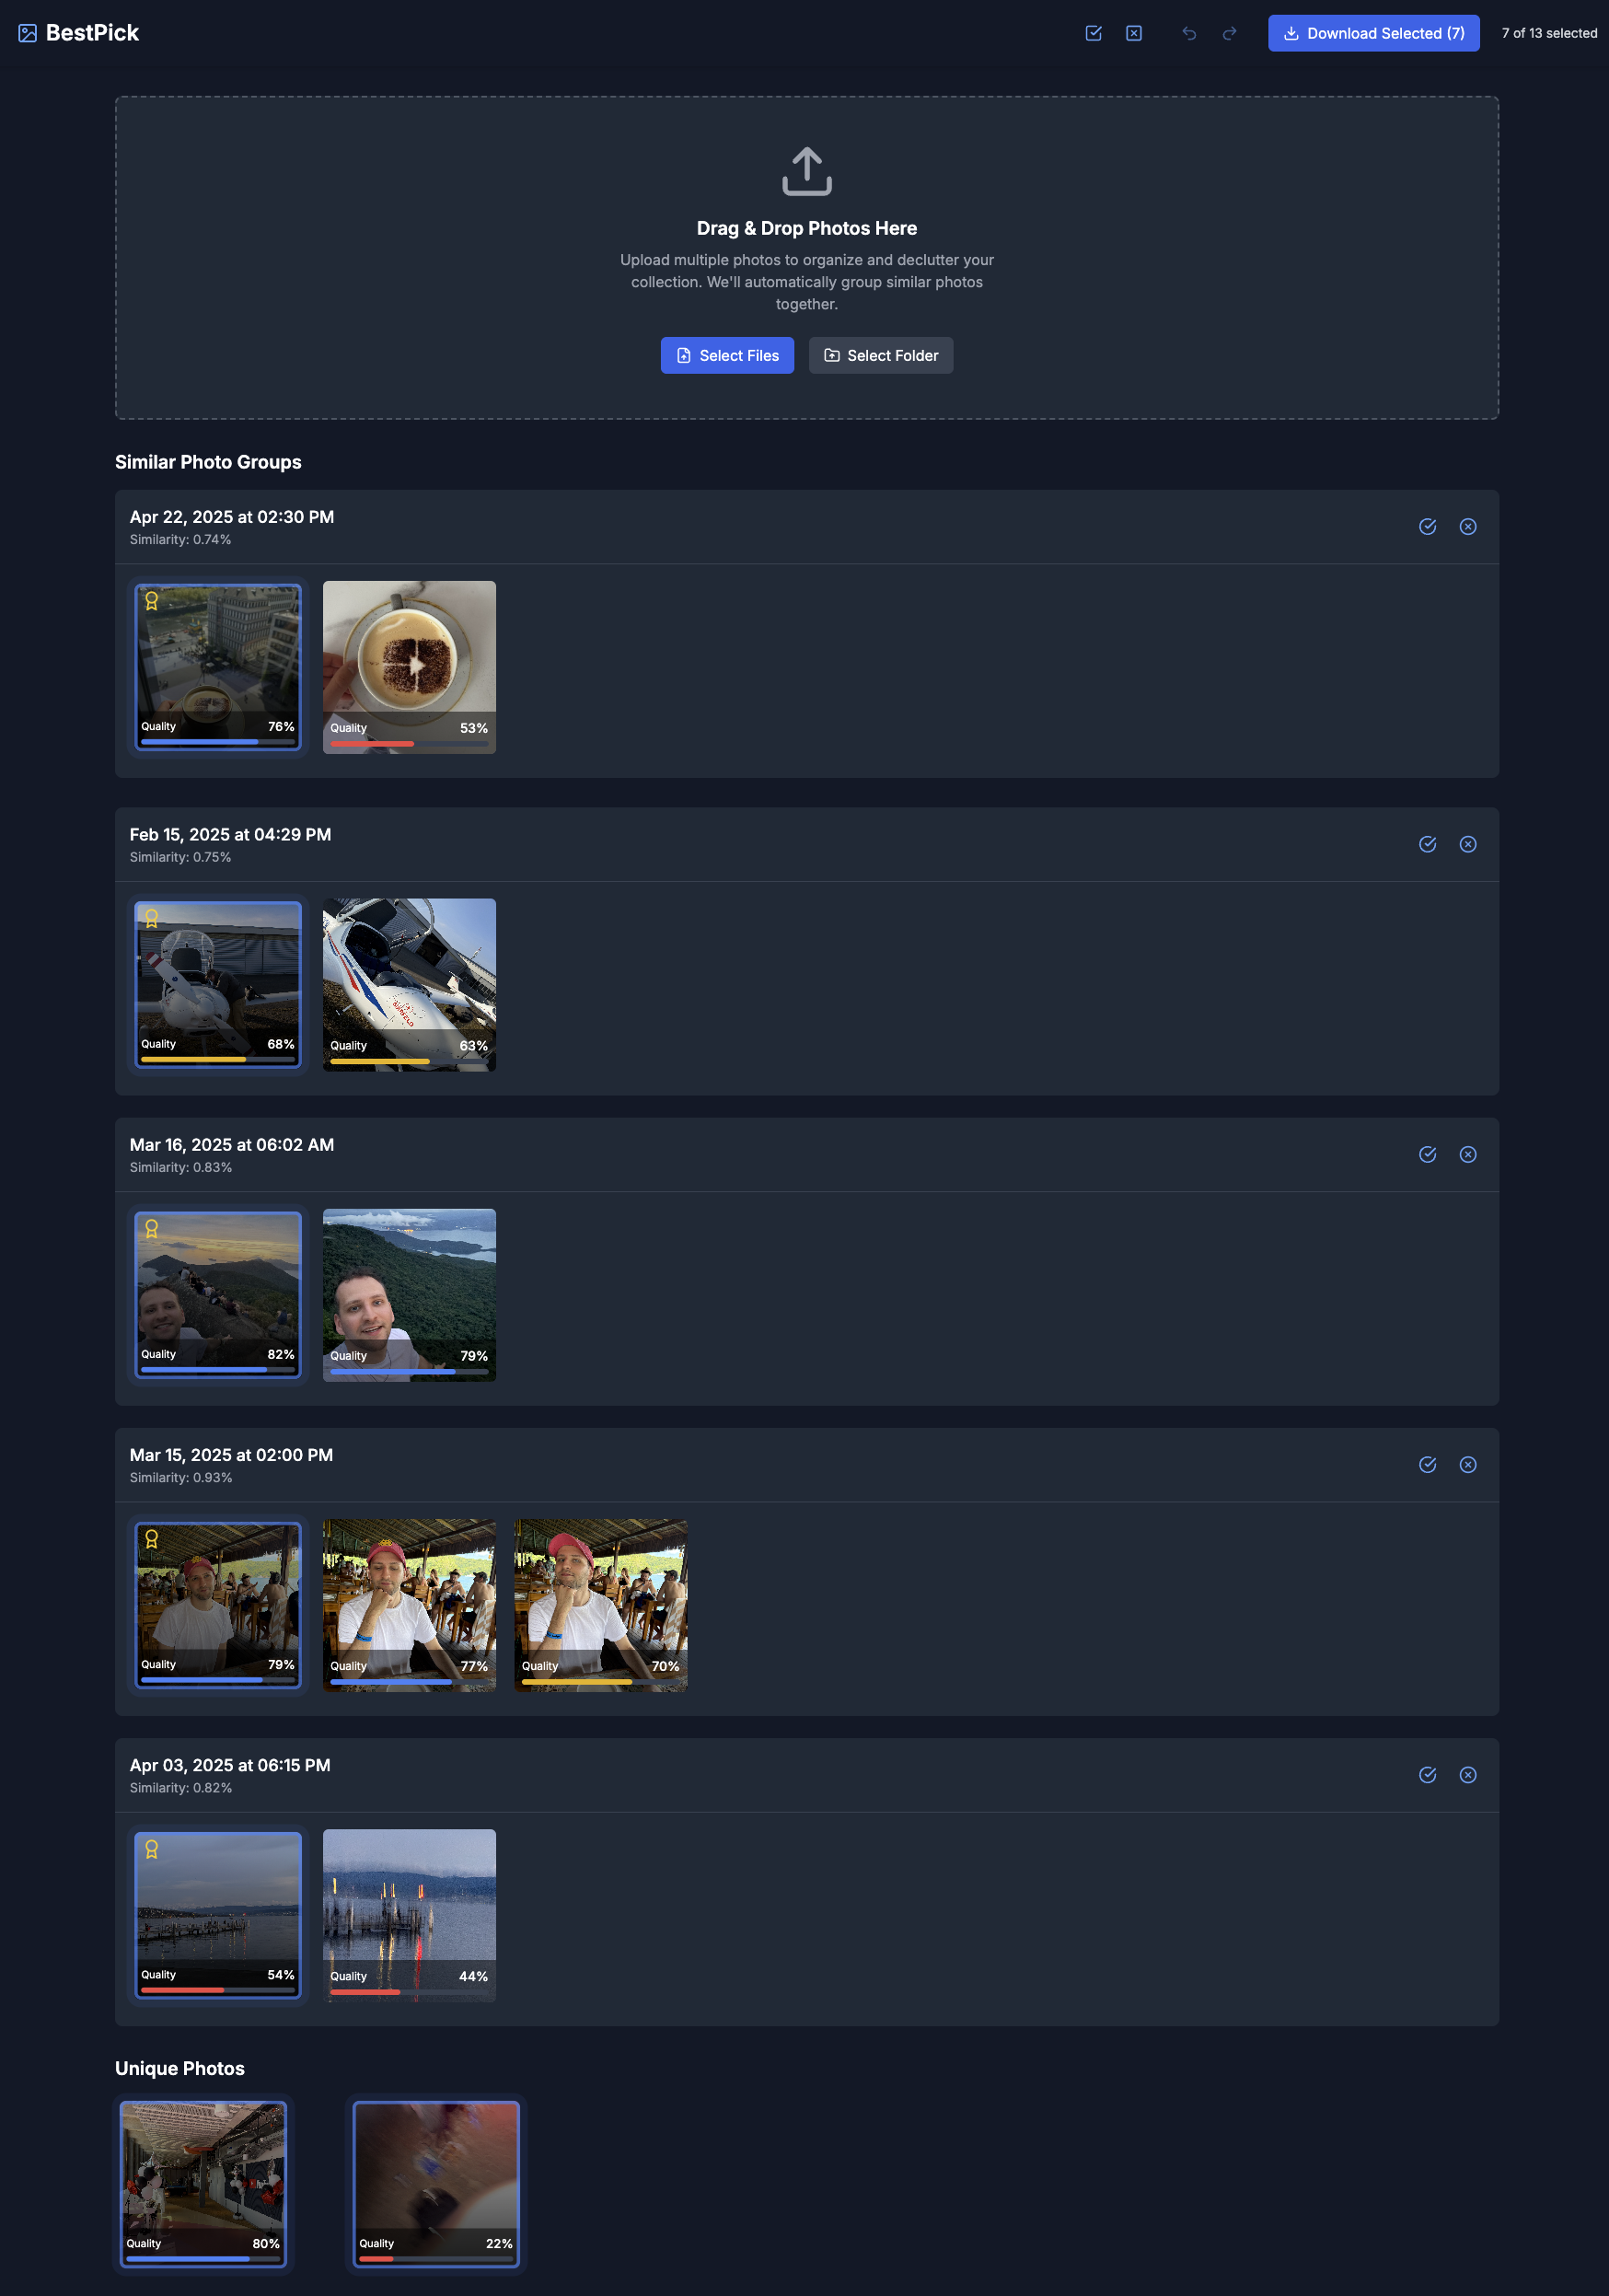 BestPick
Download Selected (7)
7 of 13 selected
Drag & Drop Photos Here
Upload multiple photos to organize and declutter your
collection. We'll automatically group similar photos
together.
Select Files
Select Folder
Similar Photo Groups
Apr 22, 2025 at 02:30 PM
Similarity: 0.74%
Quality 76%
Quality 53%
Feb 15, 2025 at 04:29 PM
Similarity: 0.75%
Quality 68%
Quality 63%
Mar 16, 2025 at 06:02 AM
Similarity: 0.83%
Quality 82%
Quality 79%
Mar 15, 2025 at 02:00 PM
Similarity: 0.93%
Quality 79%
Quality 77%
Quality 70%
Apr 03, 2025 at 06:15 PM
Similarity: 0.82%
Quality 54%
Quality 44%
Unique Photos
Quality 80%
Quality 22%